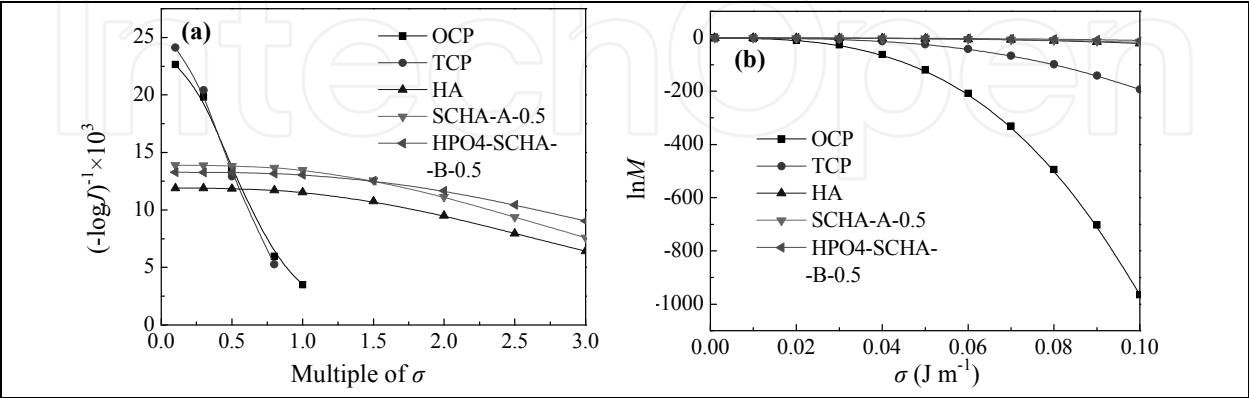 IntechOpen
(a)
25
20
15
10
5
0
(-logJ)⁻¹×10³
0.0 0.5 1.0 1.5 2.0 2.5 3.0
Multiple of σ
OCP
TCP
HA
SCHA-A-0.5
HPO4-SCHA-
-B-0.5
(b)
0
-200
-400
-600
-800
-1000
lnM
0.00 0.02 0.04 0.06 0.08 0.10
σ (J m⁻¹)
OCP
TCP
HA
SCHA-A-0.5
HPO4-SCHA-
-B-0.5